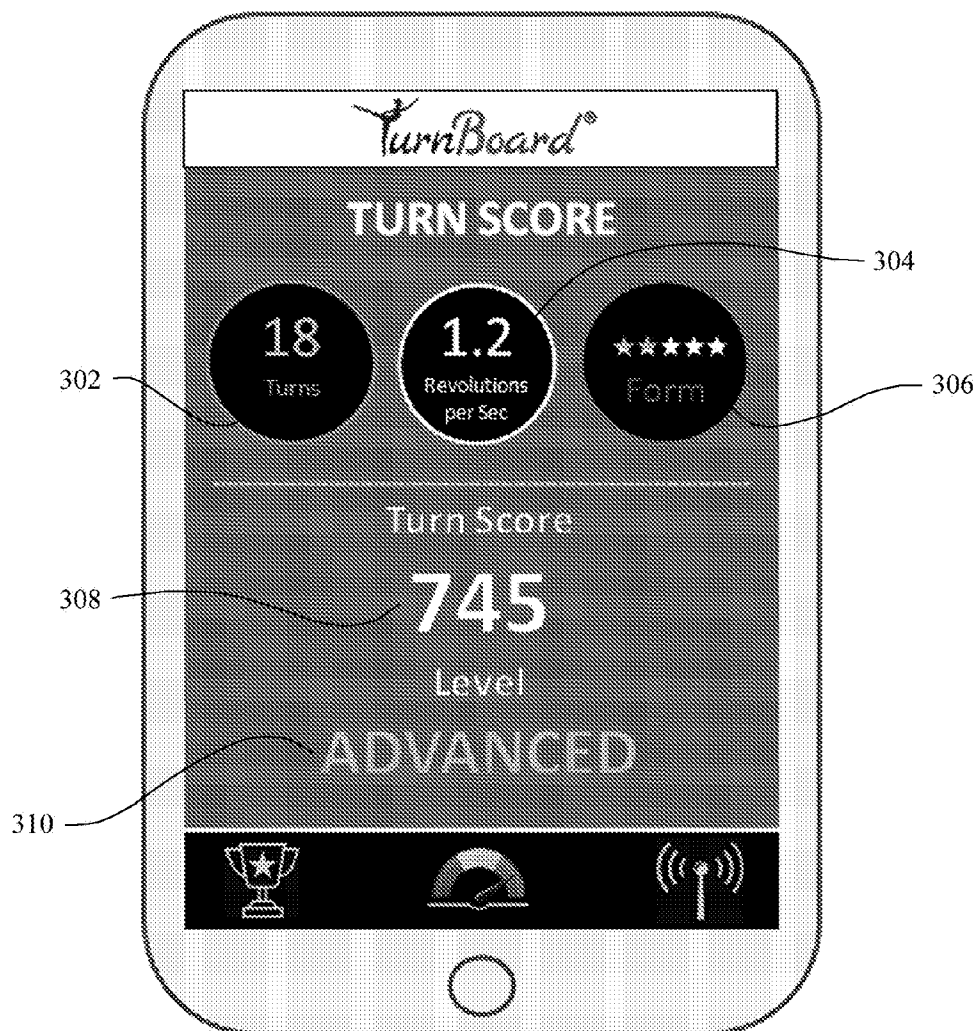 TurnBoard®
TURN SCORE
304
18
Turns
1.2
Revolutions
per Sec
Form
302
306
Turn Score
308
745
Level
ADVANCED
310